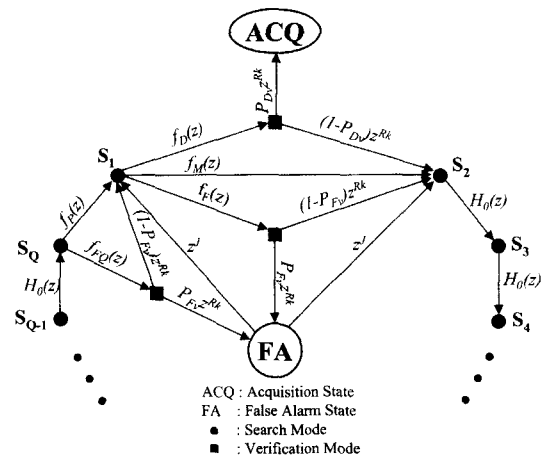 ACQ
P_{Dv}z^{Rk}
f_D(z)
(1-P_{Dv})z^{Rk}
S_1
f_M(z)
S_2
f_F(z)
(1-P_{Fv})z^{Rk}
f_P(z)
(1-P_{Fv})z^{Rk}
z^J
P_{Fv}z^{Rk}
z^J
H_0(z)
S_Q
f_{FQ}(z)
S_3
H_0(z)
P_{Fv}z^{Rk}
H_0(z)
S_{Q-1}
S_4
FA
ACQ : Acquisition State
FA : False Alarm State
● : Search Mode
■ : Verification Mode